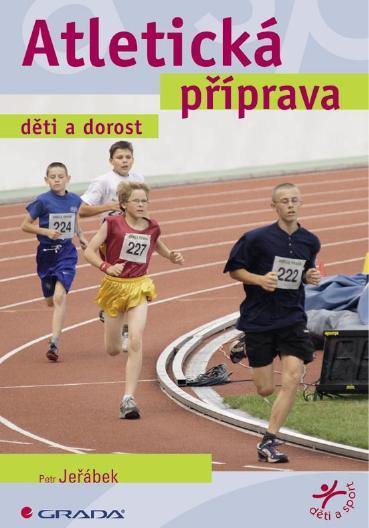 Atletická
příprava
děti a dorost
224
227
222
Petr Jeřábek
GRADA
děti a sport